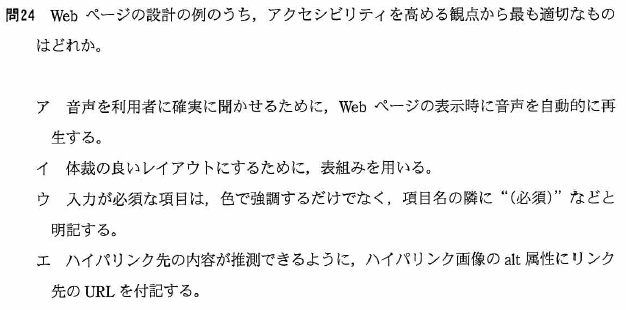 問24 Web ページの設計の例のうち，アクセシビリティを高める観点から最も適切なもの
はどれか。
ア 音声を利用者に確実に聞かせるために，Web ページの表示時に音声を自動的に再
生する。
イ 体裁の良いレイアウトにするために，表組みを用いる。
ウ 入力が必須な項目は，色で強調するだけでなく，項目名の隣に“(必須)”などと
明記する。
エ ハイパリンク先の内容が推測できるように，ハイパリンク画像の alt 属性にリンク
先の URL を付記する。